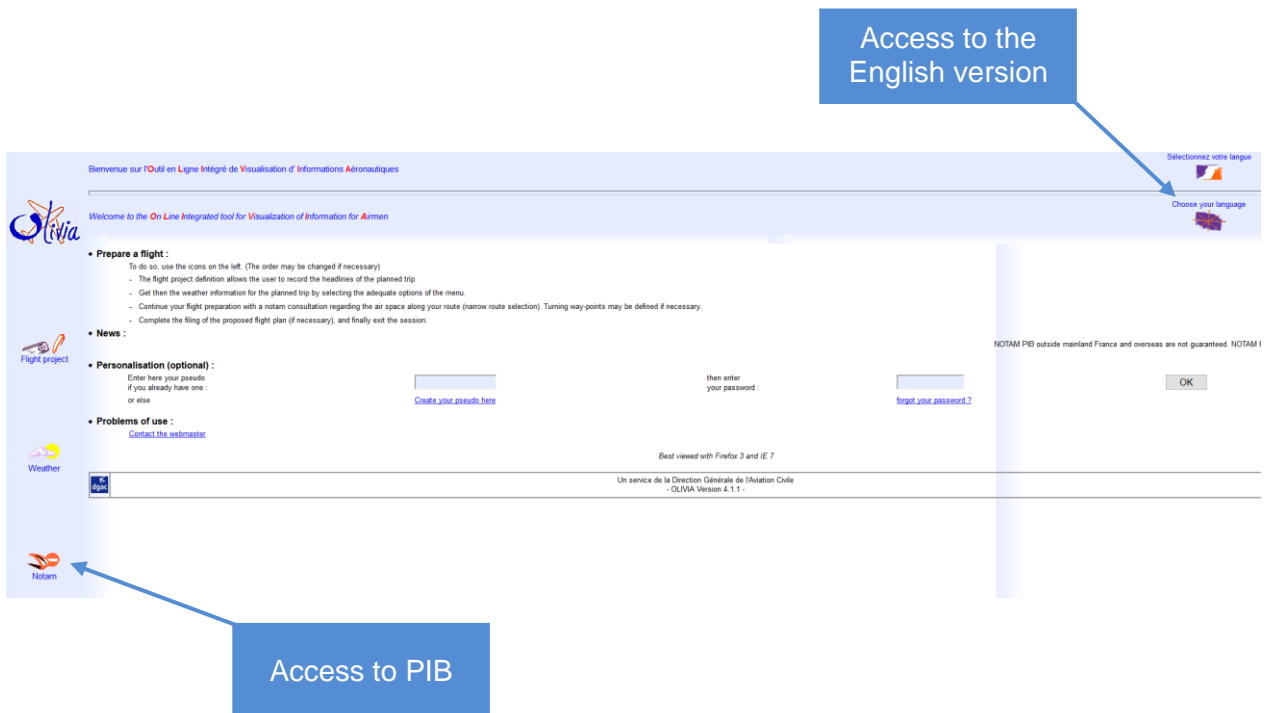 Access to the
English version
Sélectionnez votre langue
Bienvenue sur l'Outil en Ligne Intégré de Visualisation d' Informations Aéronautiques
Choose your language
Olivia
Welcome to the On Line Integrated tool for Visualization of Information for Airmen
• Prepare a flight :
To do so, use the icons on the left. (The order may be changed if necessary)
- The flight project definition allows the user to record the headlines of the planned trip.
- Get then the weather information for the planned trip by selecting the adequate options of the menu.
- Continue your flight preparation with a notam consultation regarding the air space along your route (narrow route selection). Turning way-points may be defined if necessary.
- Complete the filing of the proposed flight plan (if necessary), and finally exit the session.
• News :
NOTAM PIB outside mainland France and overseas are not guaranteed. NOTAM
Flight project
• Personalisation (optional) :
Enter here your pseudo
if you already have one :
then enter
your password :
OK
or else
Create your pseudo here
forgot your password ?
• Problems of use :
Contact the webmaster
Best viewed with Firefox 3 and IE 7
Weather
dgac
Un service de la Direction Générale de l'Aviation Civile
- OLIVIA Version 4.1.1 -
Notam
Access to PIB